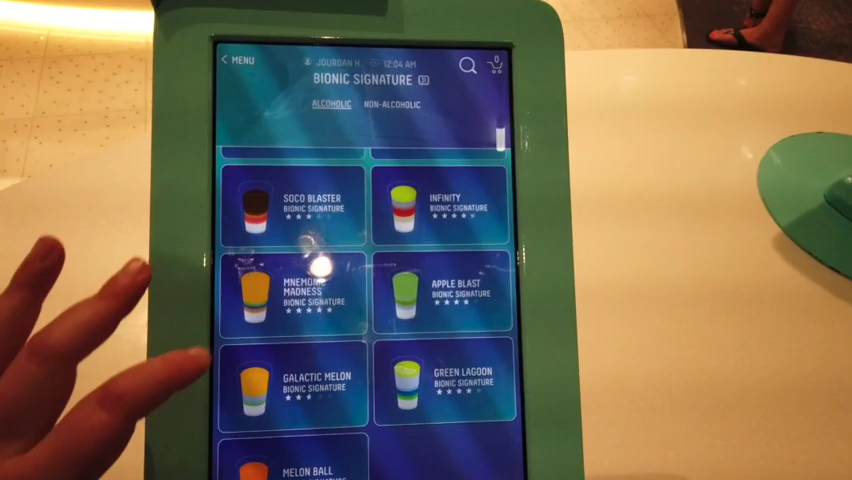 MENU
JOURDAN H. 12:04 AM
0
BIONIC SIGNATURE
ALCOHOLIC NON-ALCOHOLIC
SOCO BLASTER
BIONIC SIGNATURE
INFINITY
BIONIC SIGNATURE
MNEMONIC
MADNESS
BIONIC SIGNATURE
APPLE BLAST
BIONIC SIGNATURE
GALACTIC MELON
BIONIC SIGNATURE
GREEN LAGOON
BIONIC SIGNATURE
MELON BALL